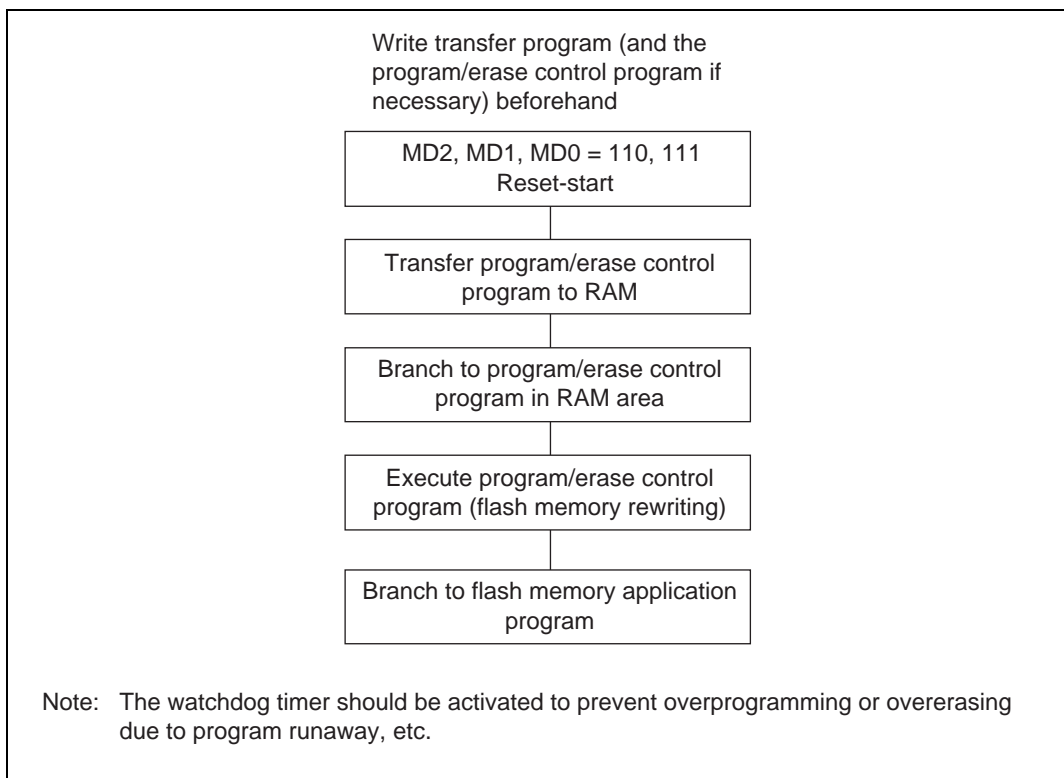 Write transfer program (and the
program/erase control program if
necessary) beforehand
MD2, MD1, MD0 = 110, 111
Reset-start
Transfer program/erase control
program to RAM
Branch to program/erase control
program in RAM area
Execute program/erase control
program (flash memory rewriting)
Branch to flash memory application
program
Note: The watchdog timer should be activated to prevent overprogramming or overerasing
due to program runaway, etc.